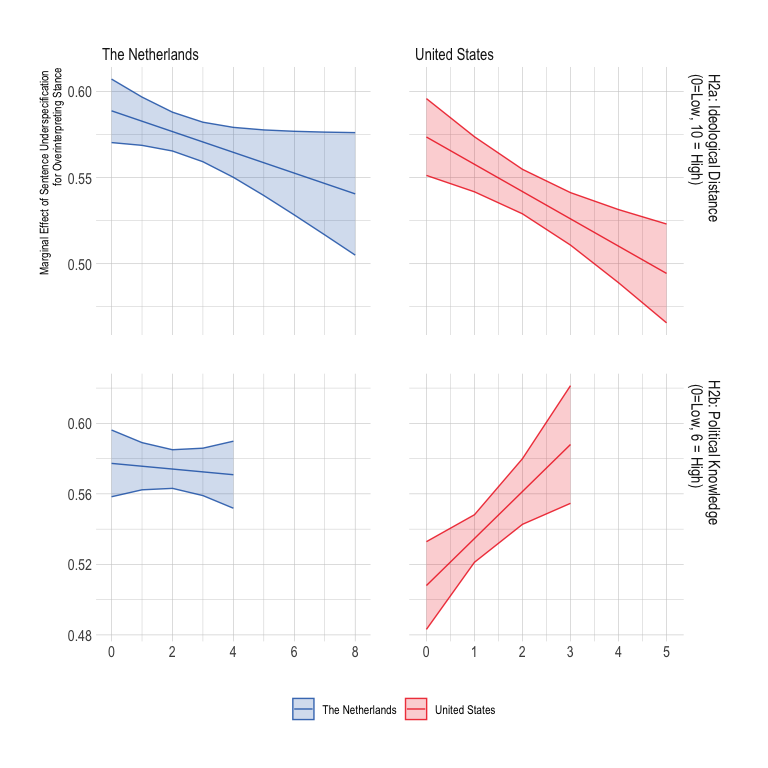 The Netherlands
United States
Marginal Effect of Sentence Underspecification
for Overinterpreting Stance
0.60
0.55
0.50
H2a: Ideological Distance
(0=Low, 10 = High)
0.60
0.56
0.52
0.48
H2b: Political Knowledge
(0=Low, 6 = High)
0 2 4 6 8
0 1 2 3 4 5
The Netherlands
United States